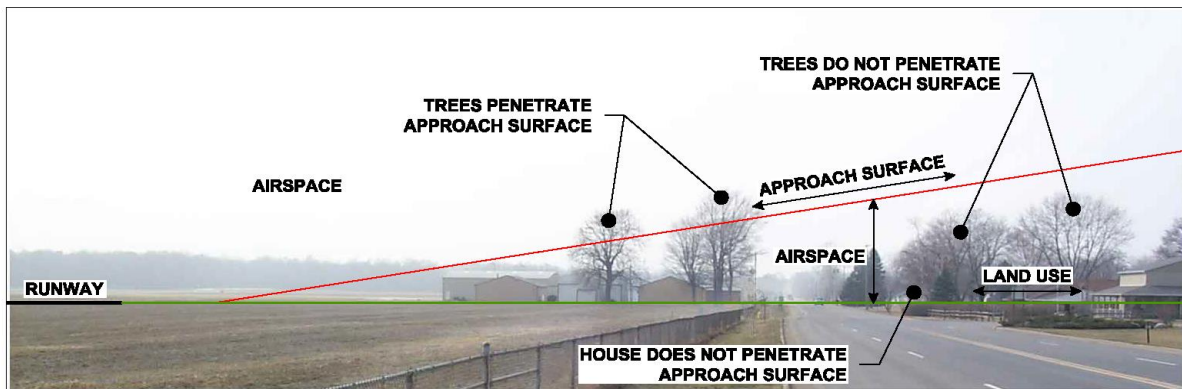 TREES DO NOT PENETRATE
APPROACH SURFACE
TREES PENETRATE
APPROACH SURFACE
AIRSPACE
APPROACH SURFACE
AIRSPACE
LAND USE
RUNWAY
HOUSE DOES NOT PENETRATE
APPROACH SURFACE